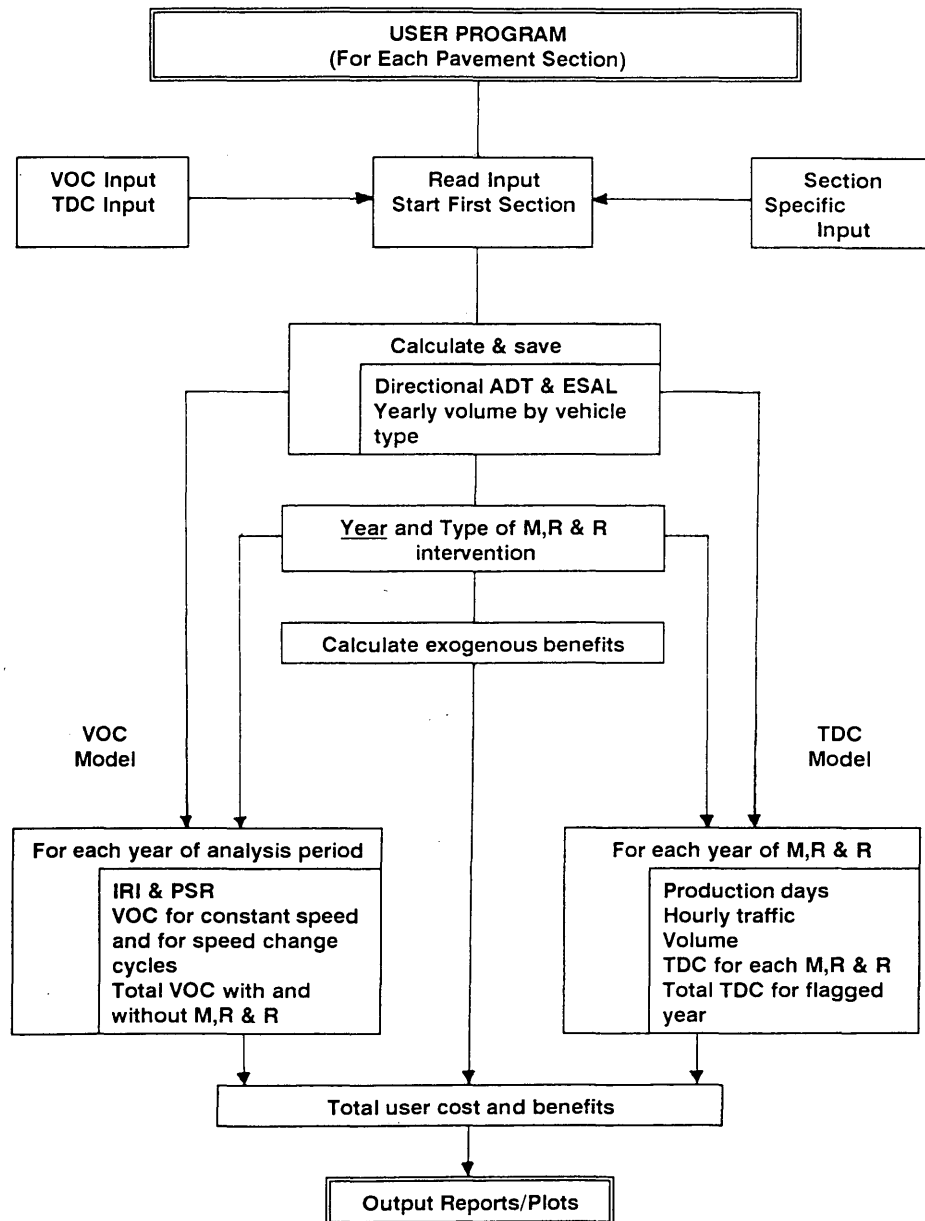 USER PROGRAM
(For Each Pavement Section)
VOC Input
TDC Input
Read Input
Start First Section
Section
Specific
Input
Calculate & save
Directional ADT & ESAL
Yearly volume by vehicle
type
Year and Type of M,R & R
intervention
Calculate exogenous benefits
VOC
Model
TDC
Model
For each year of analysis period
IRI & PSR
VOC for constant speed
and for speed change
cycles
Total VOC with and
without M,R & R
For each year of M,R & R
Production days
Hourly traffic
Volume
TDC for each M,R & R
Total TDC for flagged
year
Total user cost and benefits
Output Reports/Plots